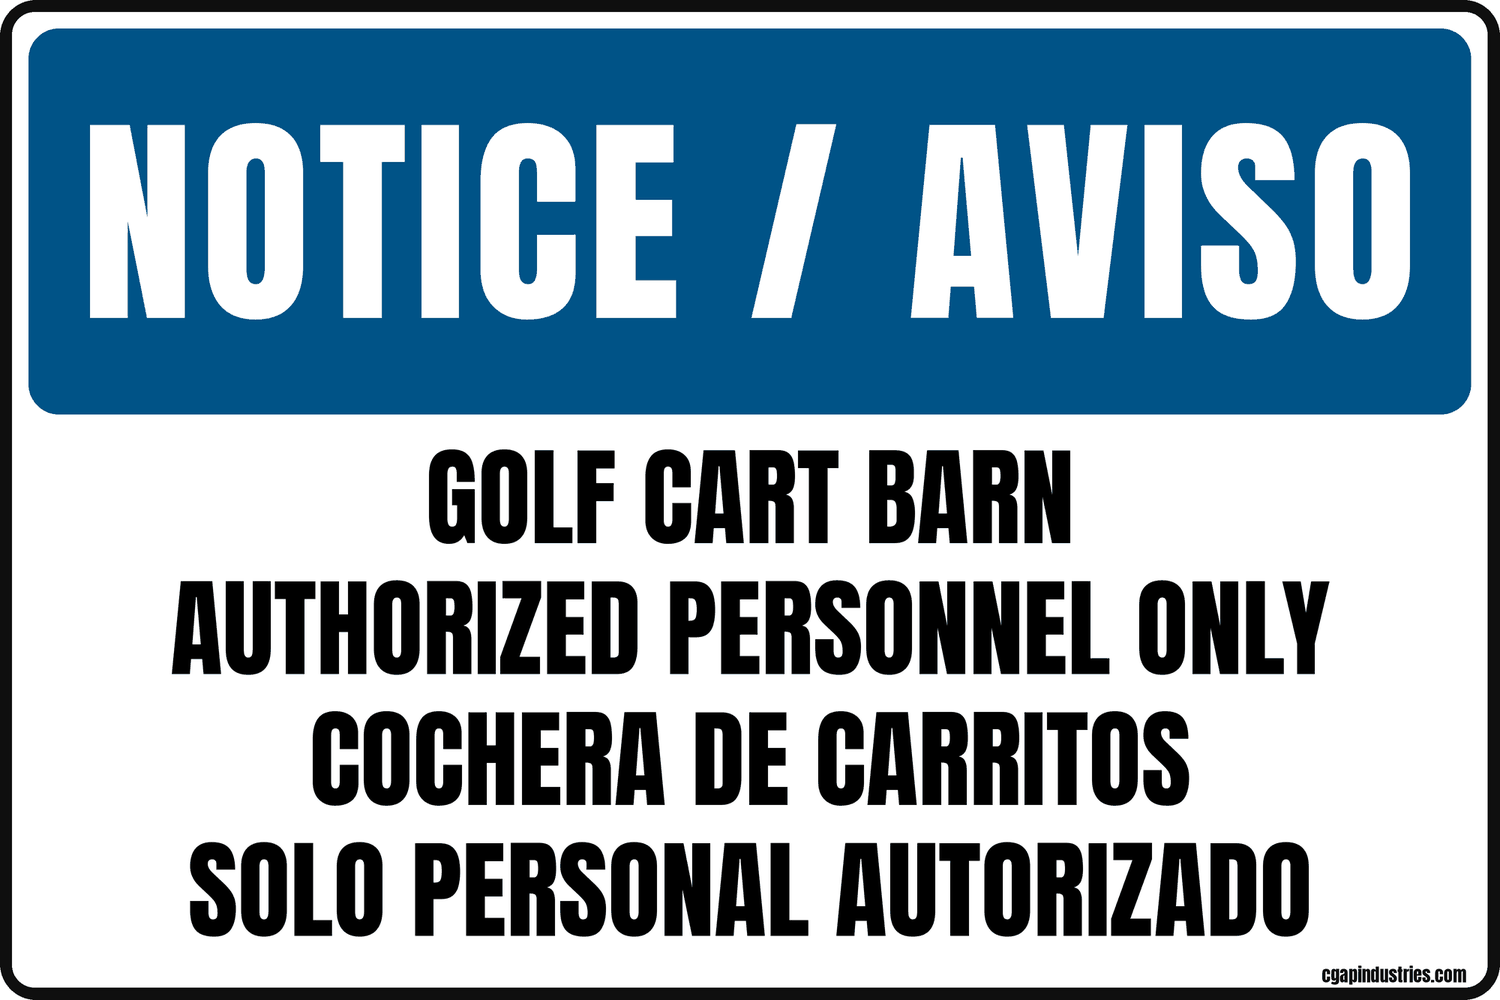 NOTICE / AVISO
GOLF CART BARN
AUTHORIZED PERSONNEL ONLY
COCHERA DE CARRITOS
SOLO PERSONAL AUTORIZADO
cgapindustries.com